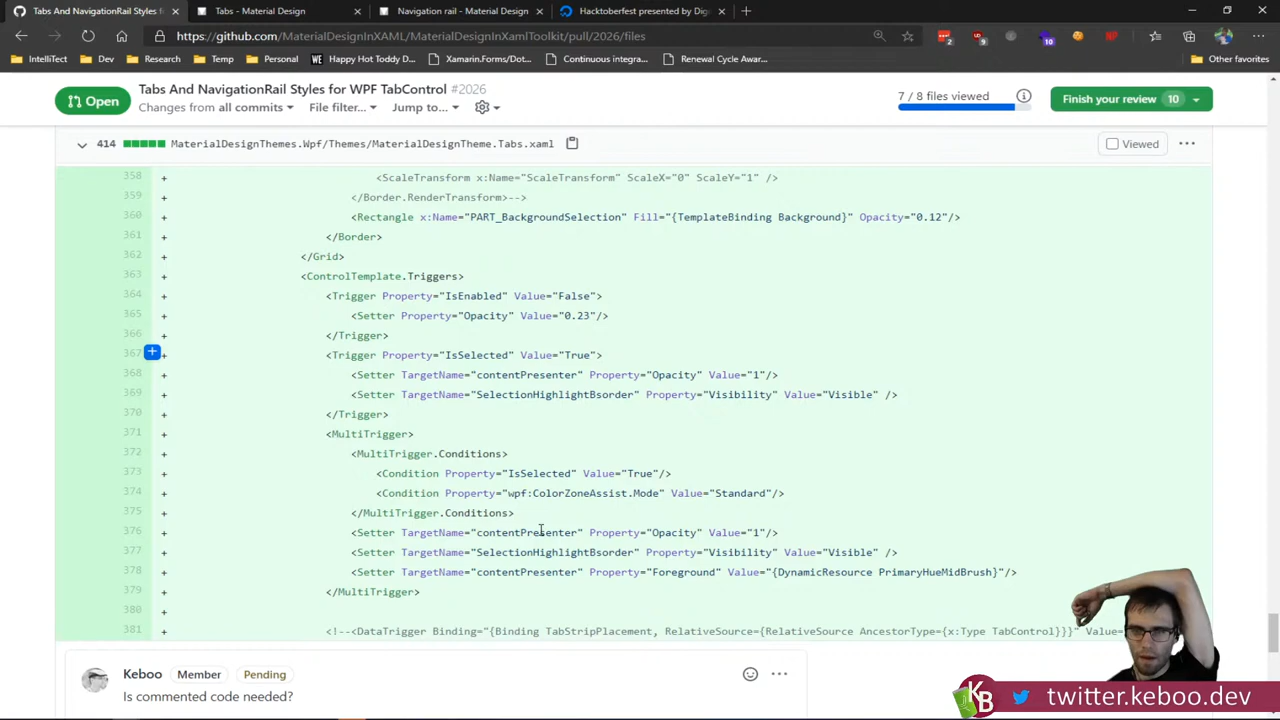 Tabs And NavigationRail Styles fo
Tabs - Material Design
Navigation rail - Material Design
Hacktoberfest presented by Dig
https://github.com/MaterialDesignInXAML/MaterialDesignInXamlToolkit/pull/2026/files
2
9
10
NP
IntelliTect
Dev
Research
Temp
Personal
WE Happy Hot Toddy D...
Xamarin.Forms/Dot...
Continuous integra...
Renewal Cycle Awar...
Other favorites
Open
Tabs And NavigationRail Styles for WPF TabControl #2026
Changes from all commits
File filter...
Jump to...
7 / 8 files viewed
Finish your review 10
414 MaterialDesignThemes.Wpf/Themes/MaterialDesignTheme.Tabs.xaml
Viewed
358 + <ScaleTransform x:Name="ScaleTransform" ScaleX="0" ScaleY="1" />
359 + </Border.RenderTransform>-->
360 + <Rectangle x:Name="PART_BackgroundSelection" Fill="{TemplateBinding Background}" Opacity="0.12"/>
361 + </Border>
362 + </Grid>
363 + <ControlTemplate.Triggers>
364 + <Trigger Property="IsEnabled" Value="False">
365 + <Setter Property="Opacity" Value="0.23"/>
366 + </Trigger>
367 + <Trigger Property="IsSelected" Value="True">
368 + <Setter TargetName="contentPresenter" Property="Opacity" Value="1"/>
369 + <Setter TargetName="SelectionHighlightBsorder" Property="Visibility" Value="Visible" />
370 + </Trigger>
371 + <MultiTrigger>
372 + <MultiTrigger.Conditions>
373 + <Condition Property="IsSelected" Value="True"/>
374 + <Condition Property="wpf:ColorZoneAssist.Mode" Value="Standard"/>
375 + </MultiTrigger.Conditions>
376 + <Setter TargetName="contentPresenter" Property="Opacity" Value="1"/>
377 + <Setter TargetName="SelectionHighlightBsorder" Property="Visibility" Value="Visible" />
378 + <Setter TargetName="contentPresenter" Property="Foreground" Value="{DynamicResource PrimaryHueMidBrush}"/>
379 + </MultiTrigger>
380 +
381 + <!--<DataTrigger Binding="{Binding TabStripPlacement, RelativeSource={RelativeSource AncestorType={x:Type TabControl}}}" Value=
Keboo Member Pending
Is commented code needed?
KB twitter.keboo.dev